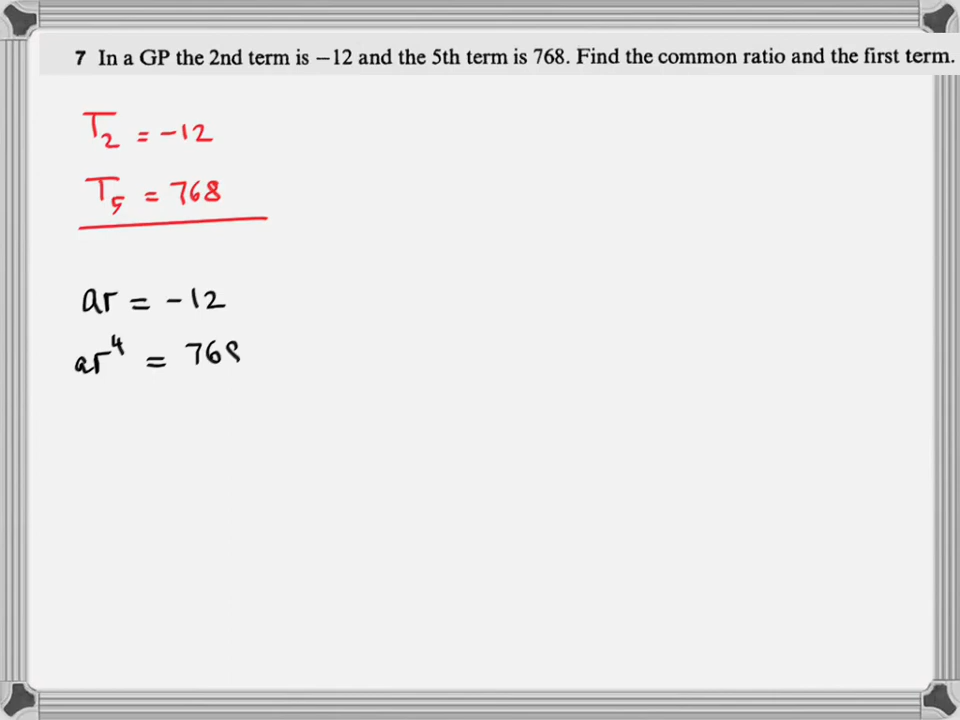 7 In a GP the 2nd term is −12 and the 5th term is 768. Find the common ratio and the first term.
T₂ = -12
T₅ = 768
ar = -12
ar⁴ = 768